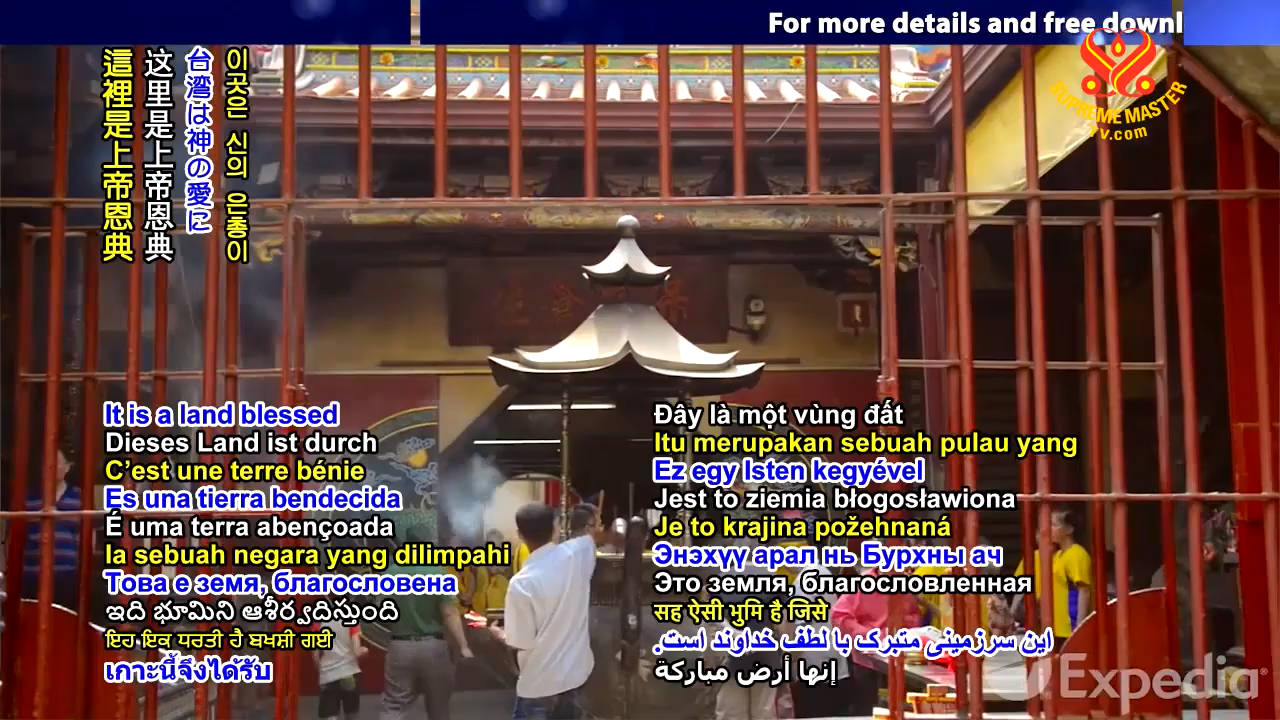 For more details and free downl
SUPREME MASTER
TV.com
這裡是上帝恩典
这里是上帝恩典
台湾は神の愛に
이곳은 신의 은총이
It is a land blessed
Dieses Land ist durch
C’est une terre bénie
Es una tierra bendecida
É uma terra abençoada
Ia sebuah negara yang dilimpahi
Това е земя, благословена
ఇది భూమిని ఆశీర్వదిస్తుంది
ਇਹ ਇਕ ਧਰਤੀ ਹੈ ਬਖਸ਼ੀ ਗਈ
เกาะนี้จึงได้รับ
Đây là một vùng đất
Itu merupakan sebuah pulau yang
Ez egy Isten kegyével
Jest to ziemia błogosławiona
Je to krajina požehnaná
Энэхүү арал нь Бурхны ач
Это земля, благословленная
सह ऐसी भुमि है जिसे
این سرزمینی متبرک با لطف خداوند است.
إنها أرض مباركة
Expedia